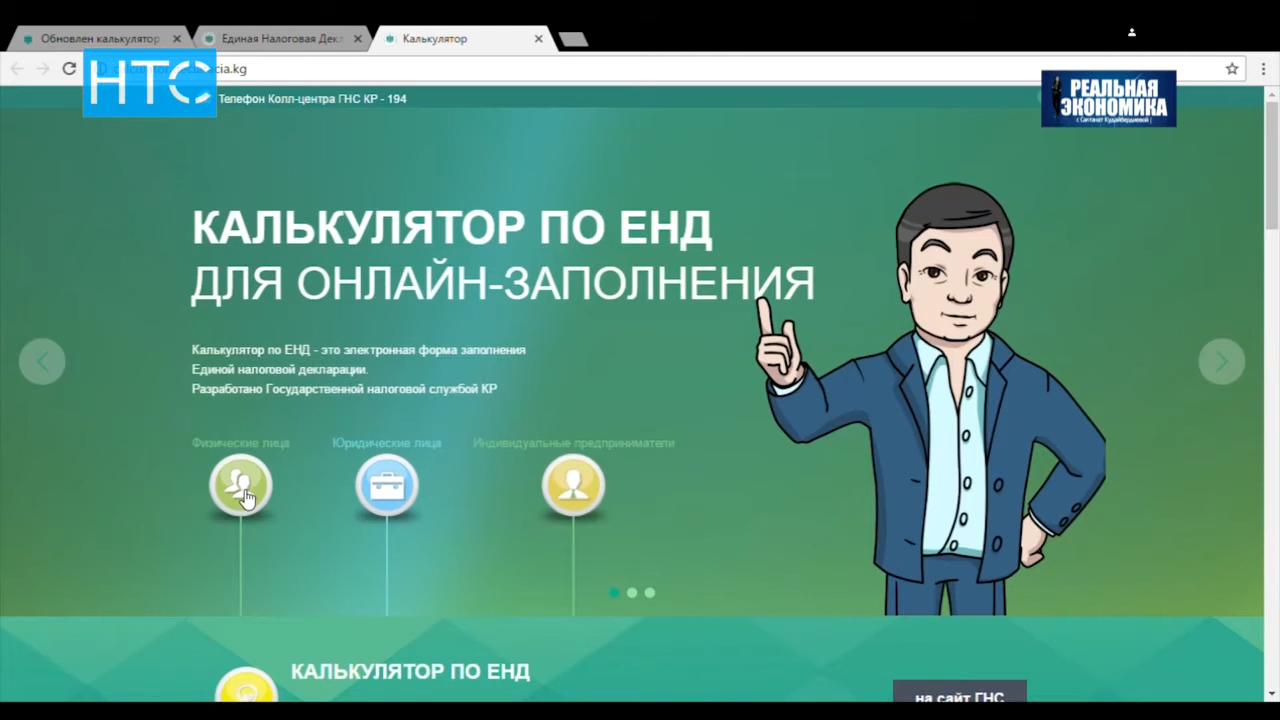 Обновлен калькулятор
Единая Налоговая Дек
Калькулятор
cia.kg
НТС
Телефон Колл-центра ГНС КР - 194
РЕАЛЬНАЯ
ЭКОНОМИКА
с Салтанат Кудайбердиевой
КАЛЬКУЛЯТОР ПО ЕНД
ДЛЯ ОНЛАЙН-ЗАПОЛНЕНИЯ
Калькулятор по ЕНД - это электронная форма заполнения
Единой налоговой декларации.
Разработано Государственной налоговой службой КР
Физические лица
Юридические лица
Индивидуальные предприниматели
КАЛЬКУЛЯТОР ПО ЕНД
на сайт ГНС